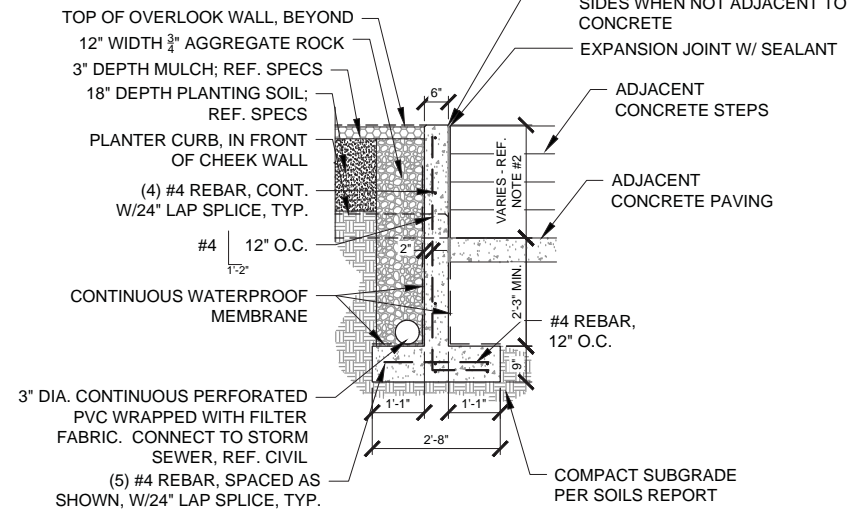 TOP OF OVERLOOK WALL, BEYOND
12" WIDTH 3/4" AGGREGATE ROCK
3" DEPTH MULCH; REF. SPECS
18" DEPTH PLANTING SOIL;
REF. SPECS
PLANTER CURB, IN FRONT
OF CHEEK WALL
(4) #4 REBAR, CONT.
W/24" LAP SPLICE, TYP.
#4 12" O.C.
1'-2"
CONTINUOUS WATERPROOF
MEMBRANE
3" DIA. CONTINUOUS PERFORATED
PVC WRAPPED WITH FILTER
FABRIC. CONNECT TO STORM
SEWER, REF. CIVIL
(5) #4 REBAR, SPACED AS
SHOWN, W/24" LAP SPLICE, TYP.
6"
2"
VARIES - REF.
NOTE #2
2'-3" MIN.
9"
1'-1"
1'-1"
2'-8"
SIDES WHEN NOT ADJACENT TO
CONCRETE
EXPANSION JOINT W/ SEALANT
ADJACENT
CONCRETE STEPS
ADJACENT
CONCRETE PAVING
#4 REBAR,
12" O.C.
COMPACT SUBGRADE
PER SOILS REPORT